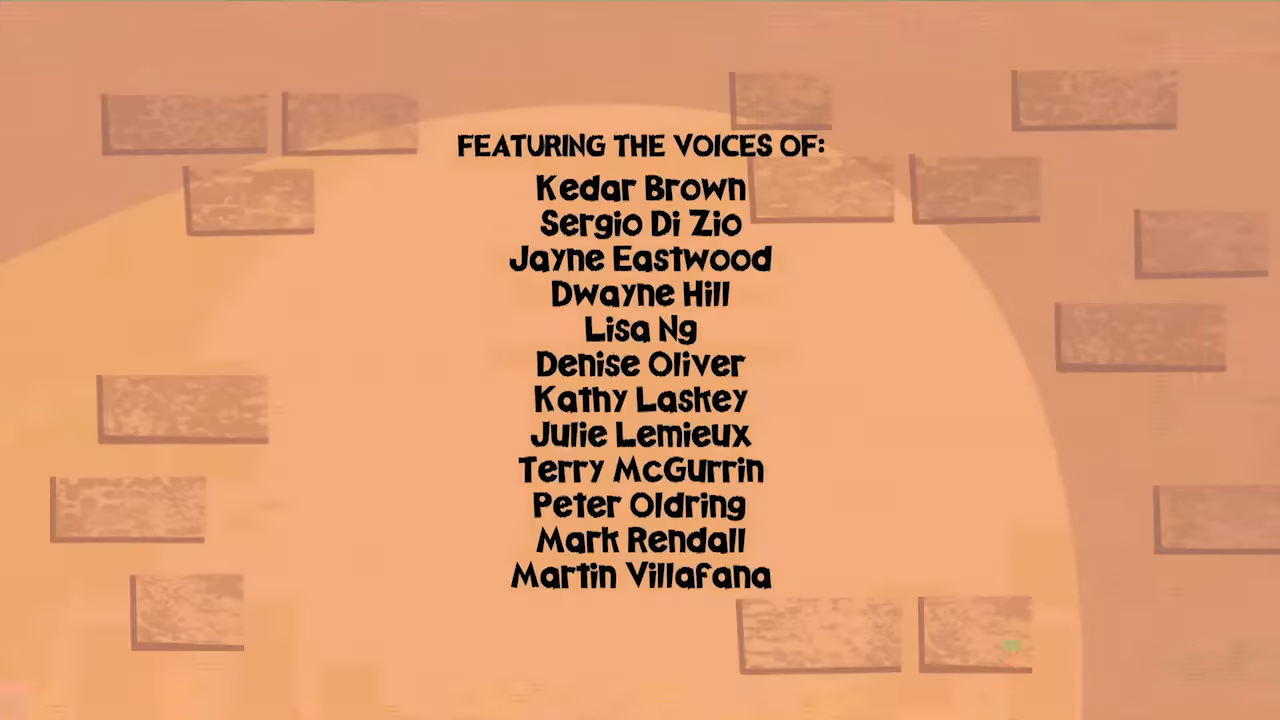 FEATURING THE VOICES OF:
Kedar Brown
Sergio Di Zio
Jayne Eastwood
Dwayne Hill
Lisa Ng
Denise Oliver
Kathy Laskey
Julie Lemieux
Terry McGurrin
Peter Oldring
Mark Rendall
Martin Villafana